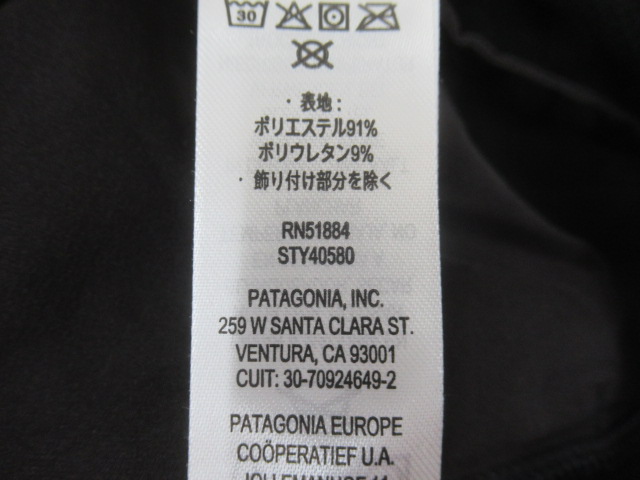 30
・表地：
ポリエステル91%
ポリウレタン9%
・飾り付け部分を除く
RN51884
STY40580
PATAGONIA, INC.
259 W SANTA CLARA ST.
VENTURA, CA 93001
CUIT: 30-70924649-2
PATAGONIA EUROPE
COÖPERATIEF U.A.